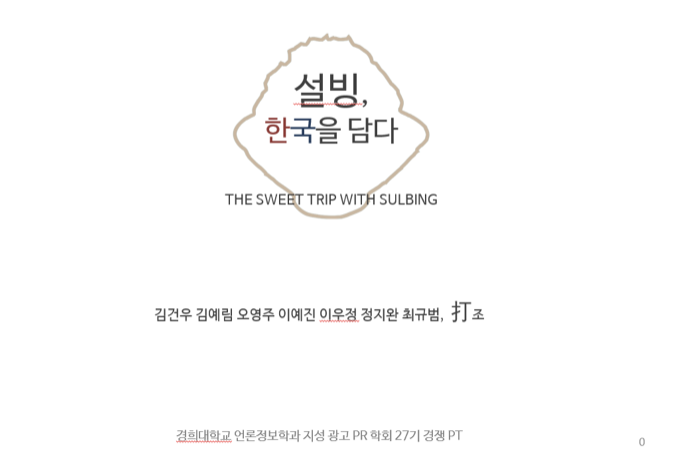 설빙,
한국을 담다
THE SWEET TRIP WITH SULBING
김건우 김예림 오영주 이예진 이우정 정지완 최규범, 打조
경희대학교 언론정보학과 지성 광고 PR 학회 27기 경쟁 PT
0